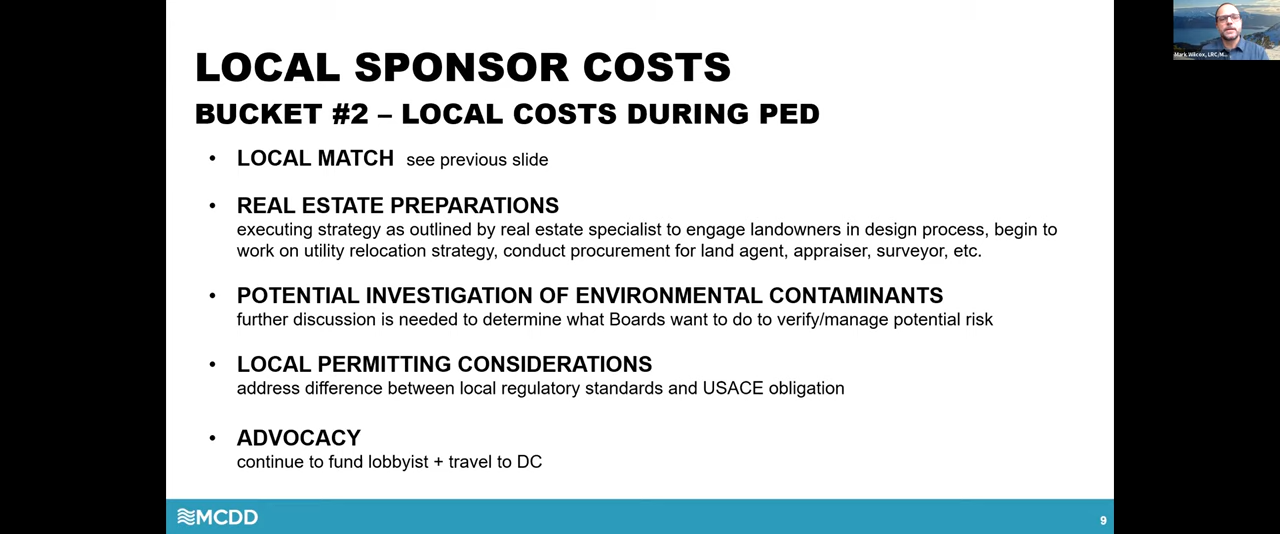 LOCAL SPONSOR COSTS
BUCKET #2 – LOCAL COSTS DURING PED
• LOCAL MATCH see previous slide
• REAL ESTATE PREPARATIONS
executing strategy as outlined by real estate specialist to engage landowners in design process, begin to
work on utility relocation strategy, conduct procurement for land agent, appraiser, surveyor, etc.
• POTENTIAL INVESTIGATION OF ENVIRONMENTAL CONTAMINANTS
further discussion is needed to determine what Boards want to do to verify/manage potential risk
• LOCAL PERMITTING CONSIDERATIONS
address difference between local regulatory standards and USACE obligation
• ADVOCACY
continue to fund lobbyist + travel to DC
MCDD
9
Mark Wilcox, LRC/M...